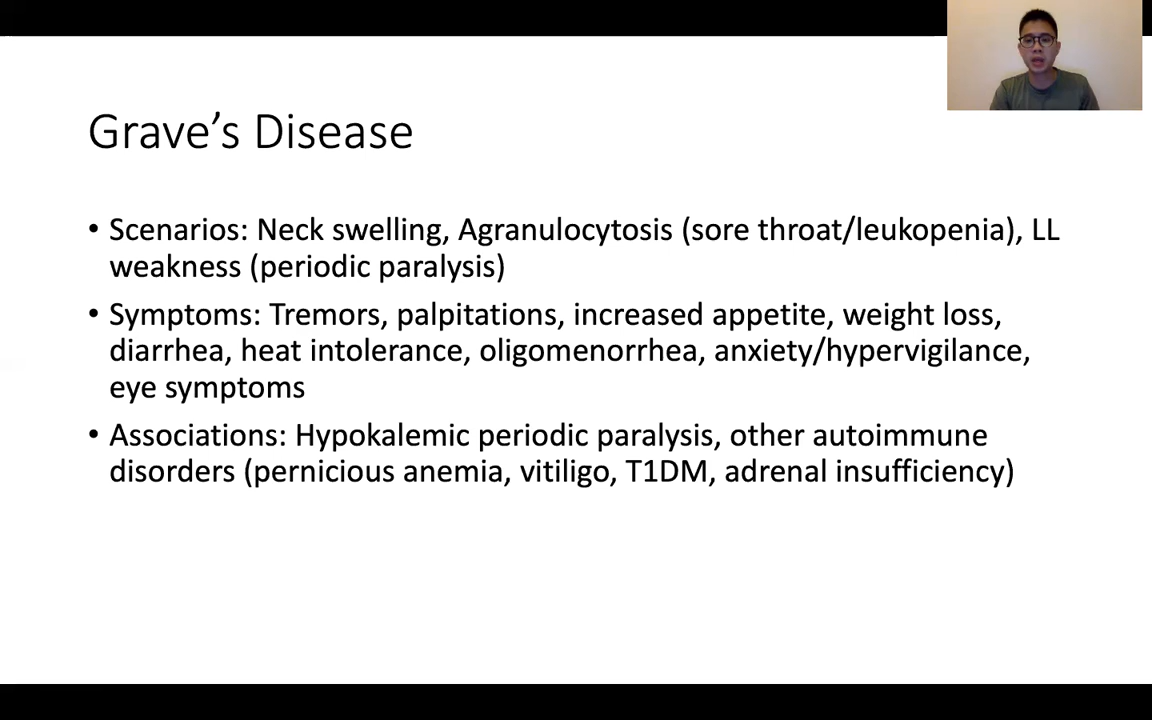 Grave's Disease
• Scenarios: Neck swelling, Agranulocytosis (sore throat/leukopenia), LL
weakness (periodic paralysis)
• Symptoms: Tremors, palpitations, increased appetite, weight loss,
diarrhea, heat intolerance, oligomenorrhea, anxiety/hypervigilance,
eye symptoms
• Associations: Hypokalemic periodic paralysis, other autoimmune
disorders (pernicious anemia, vitiligo, T1DM, adrenal insufficiency)